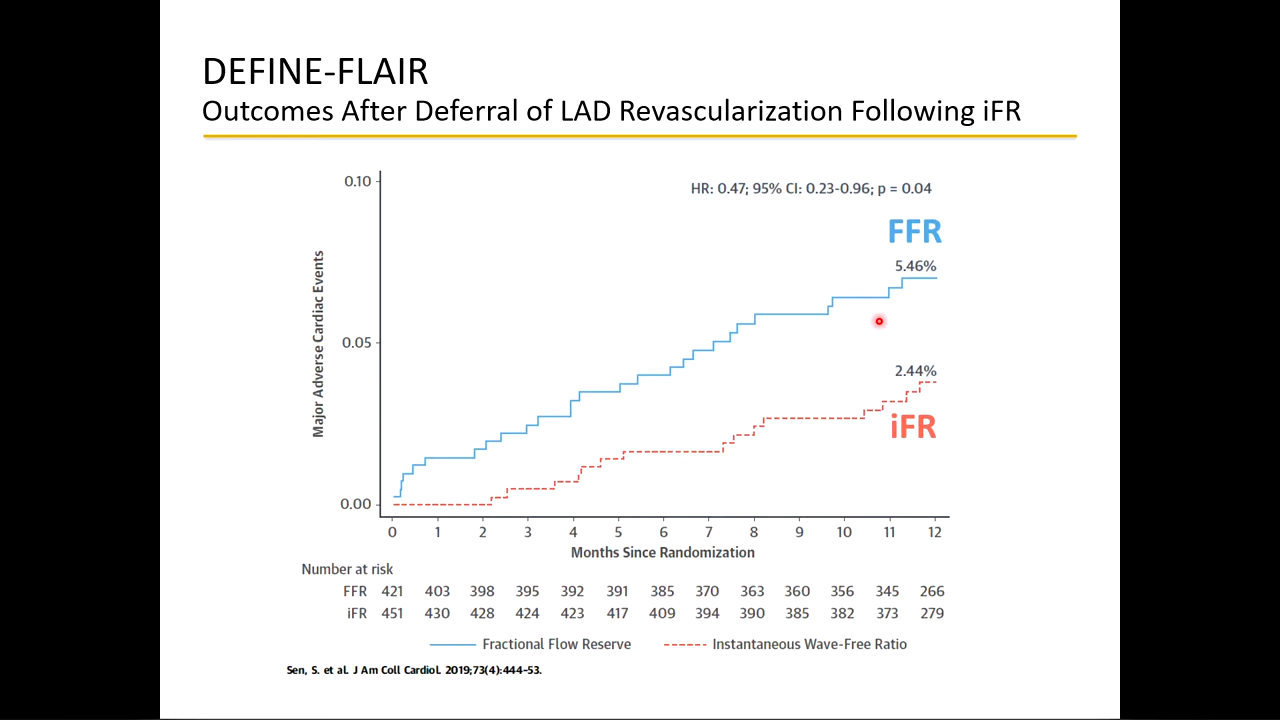 DEFINE-FLAIR
Outcomes After Deferral of LAD Revascularization Following iFR
HR: 0.47; 95% CI: 0.23-0.96; p = 0.04
FFR
5.46%
2.44%
iFR
Major Adverse Cardiac Events
0.10
0.05
0.00
0 1 2 3 4 5 6 7 8 9 10 11 12
Months Since Randomization
Number at risk
FFR 421 403 398 395 392 391 385 370 363 360 356 345 266
iFR 451 430 428 424 423 417 409 394 390 385 382 373 279
Fractional Flow Reserve Instantaneous Wave-Free Ratio
Sen, S. et al. J Am Coll Cardiol. 2019;73(4):444-53.